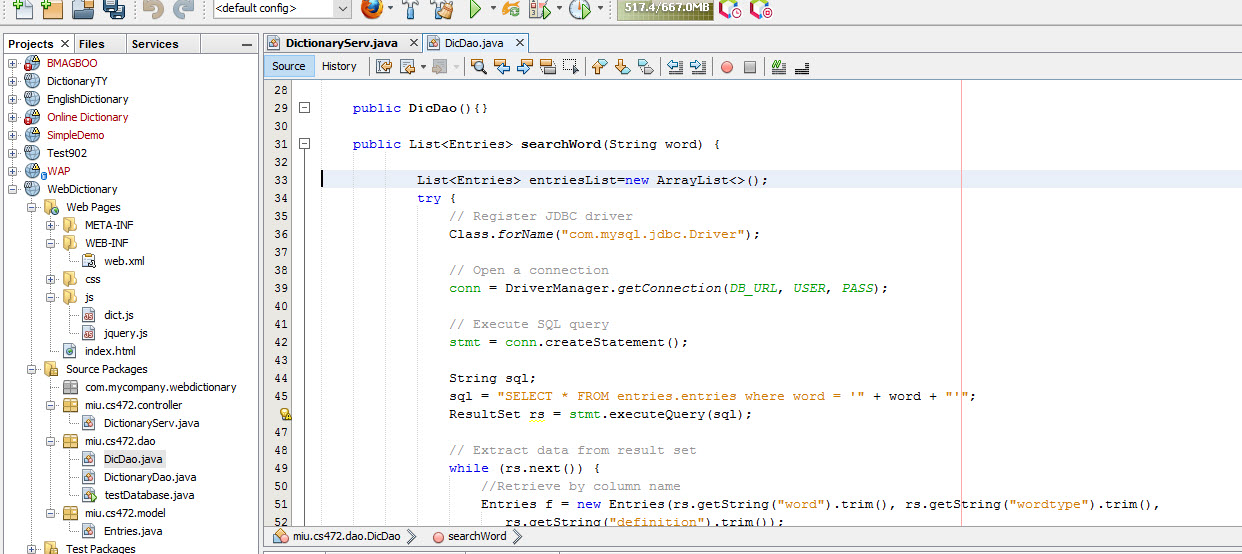 <default config>
517.4/667.0MB
Projects
Files
Services
DictionaryServ.java
DicDao.java
Source
History
BMAGBOO
DictionaryTY
EnglishDictionary
Online Dictionary
SimpleDemo
Test902
WAP
WebDictionary
Web Pages
META-INF
WEB-INF
web.xml
css
js
dict.js
jquery.js
index.html
Source Packages
com.mycompany.webdictionary
miu.cs472.controller
DictionaryServ.java
miu.cs472.dao
DicDao.java
DictionaryDao.java
testDatabase.java
miu.cs472.model
Entries.java
Test Packages
28
29 public DicDao(){}
30
31 public List<Entries> searchWord(String word) {
32
33 List<Entries> entriesList=new ArrayList<>();
34 try {
35 // Register JDBC driver
36 Class.forName("com.mysql.jdbc.Driver");
37
38 // Open a connection
39 conn = DriverManager.getConnection(DB_URL, USER, PASS);
40
41 // Execute SQL query
42 stmt = conn.createStatement();
43
44 String sql;
45 sql = "SELECT * FROM entries.entries where word = '" + word + "'";
ResultSet rs = stmt.executeQuery(sql);
47
48 // Extract data from result set
49 while (rs.next()) {
50 //Retrieve by column name
51 Entries f = new Entries(rs.getString("word").trim(), rs.getString("wordtype").trim(),
52 rs.getString("definition").trim());
miu.cs472.dao.DicDao
searchWord